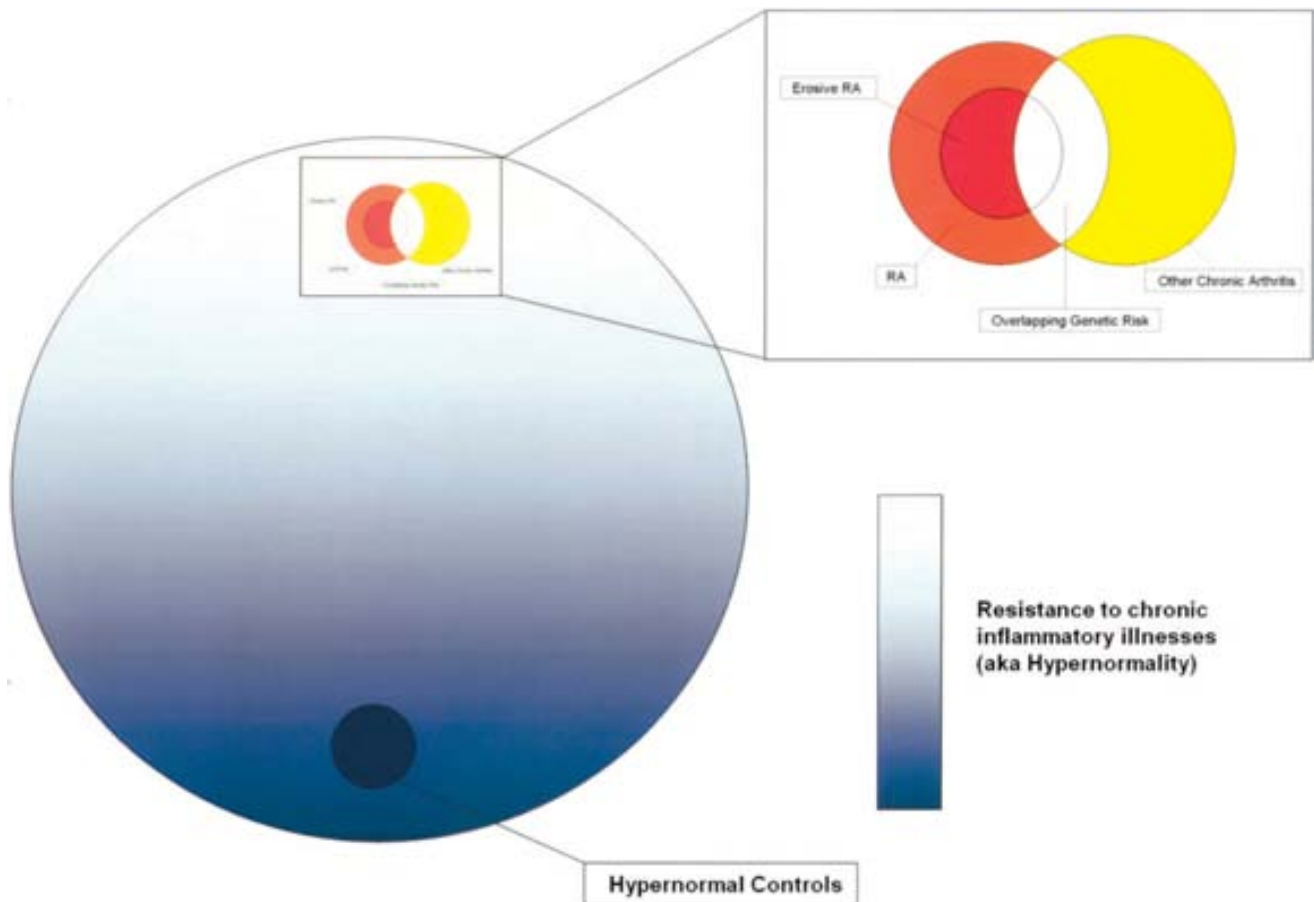 Erosive RA
RA
Other Chronic Arthritis
Overlapping Genetic Risk
Resistance to chronic
inflammatory illnesses
(aka Hypernormality)
Hypernormal Controls